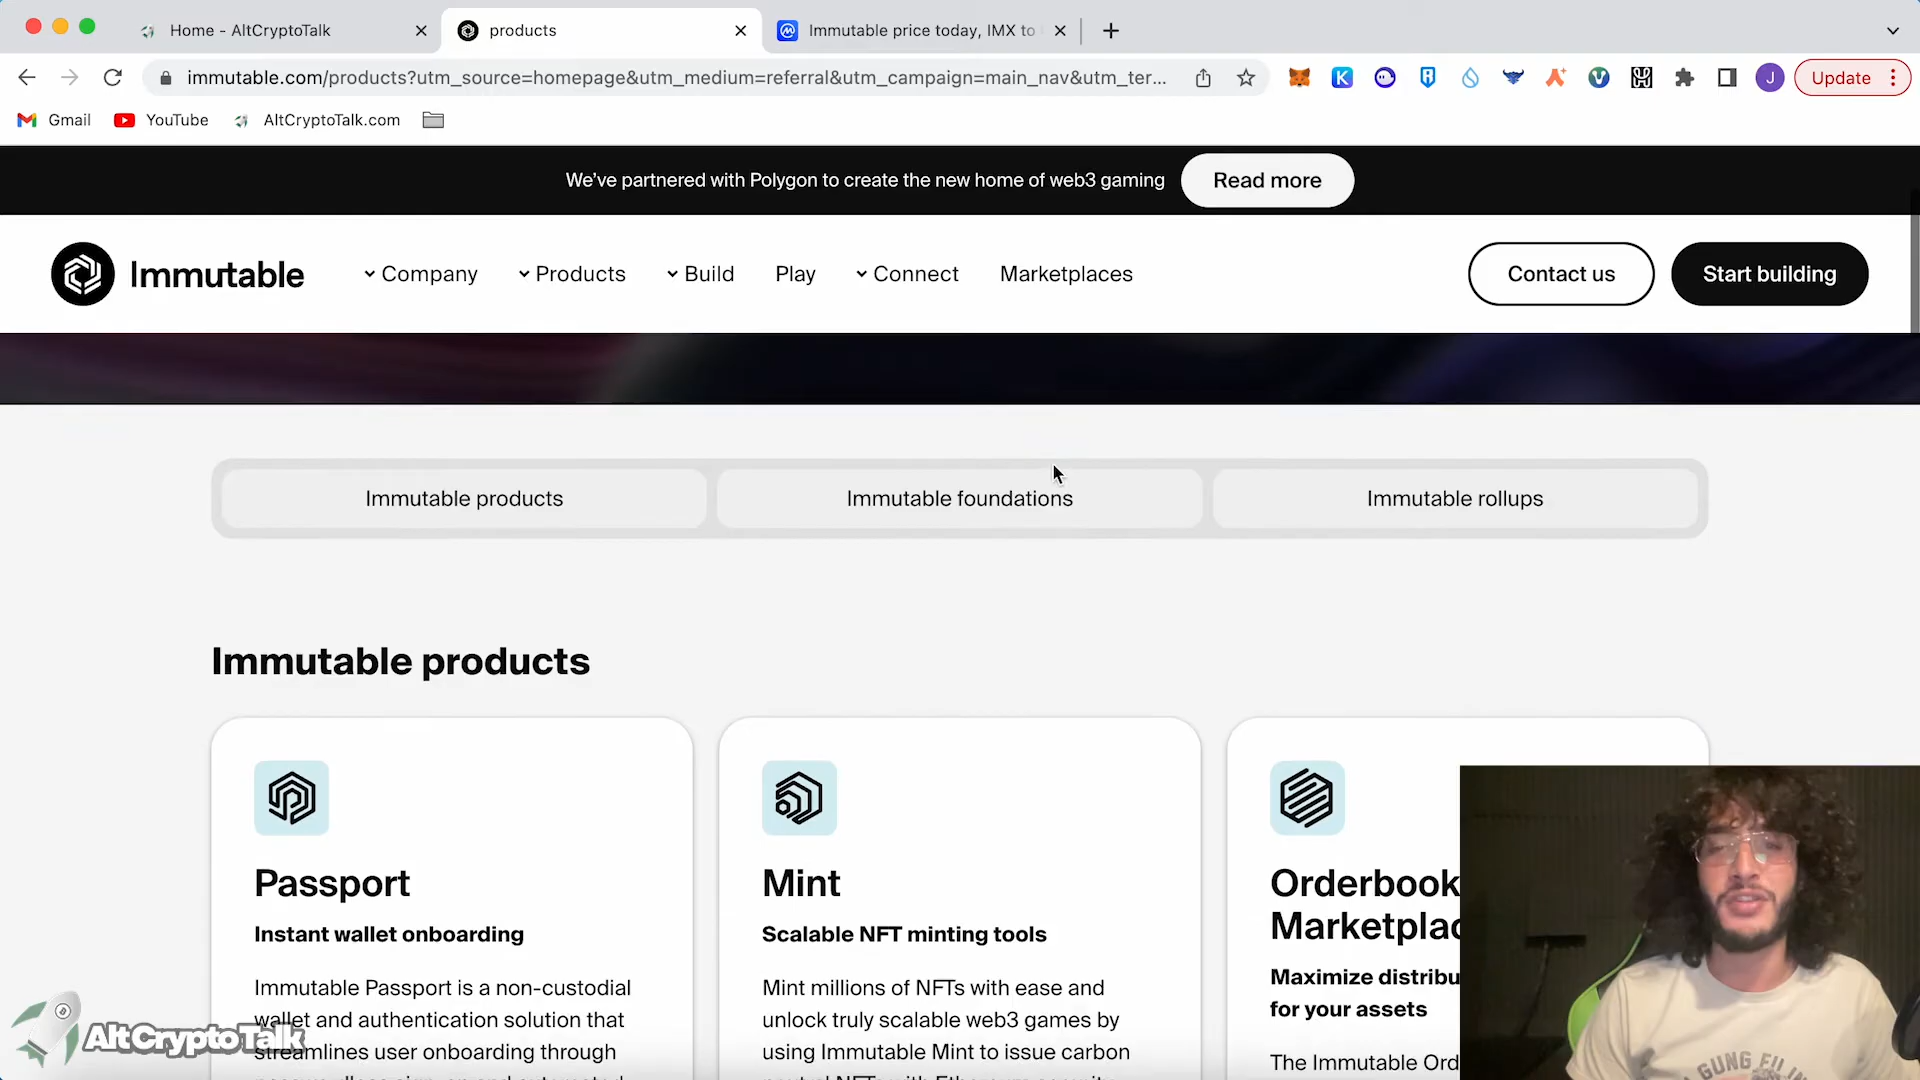 Home - AltCryptoTalk
products
Immutable price today, IMX to
immutable.com/products?utm_source=homepage&utm_medium=referral&utm_campaign=main_nav&utm_ter...
J
Update
Gmail
YouTube
AltCryptoTalk.com
We've partnered with Polygon to create the new home of web3 gaming
Read more
Immutable
Company
Products
Build
Play
Connect
Marketplaces
Contact us
Start building
Immutable products
Immutable foundations
Immutable rollups
Immutable products
Passport
Instant wallet onboarding
Immutable Passport is a non-custodial
wallet and authentication solution that
streamlines user onboarding through
Mint
Scalable NFT minting tools
Mint millions of NFTs with ease and
unlock truly scalable web3 games by
using Immutable Mint to issue carbon
Orderbook
Marketplac
Maximize distribu
for your assets
The Immutable Ord
AltCryptoTalk
GUNG FU